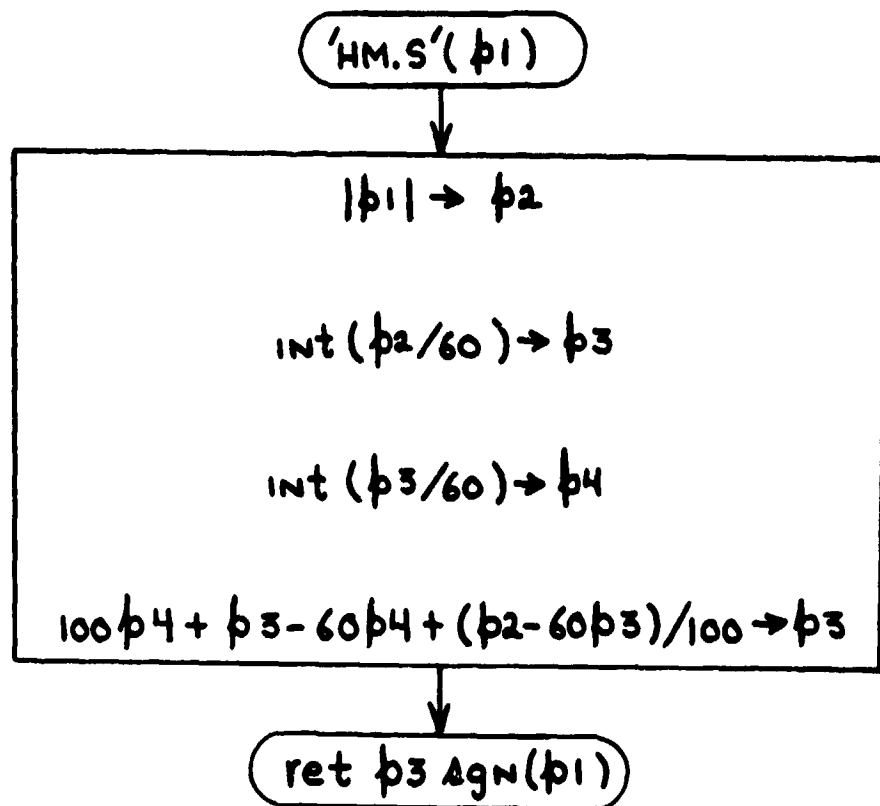 'HM.S'(p1)
|p1| → p2
int(p2/60) → p3
int(p3/60) → p4
100p4 + p3 - 60p4 + (p2-60p3)/100 → p3
ret p3 sgn(p1)